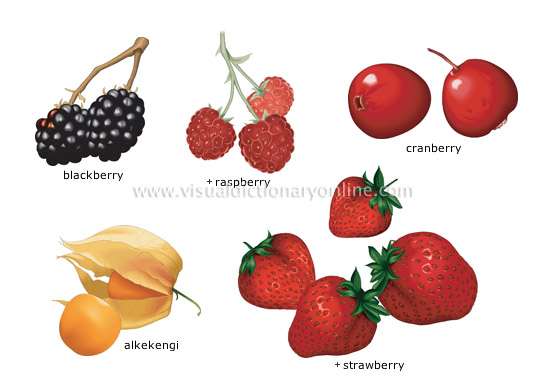 cranberry
blackberry
+ raspberry
www.visualdictionaryonline.com
alkekengi
+ strawberry